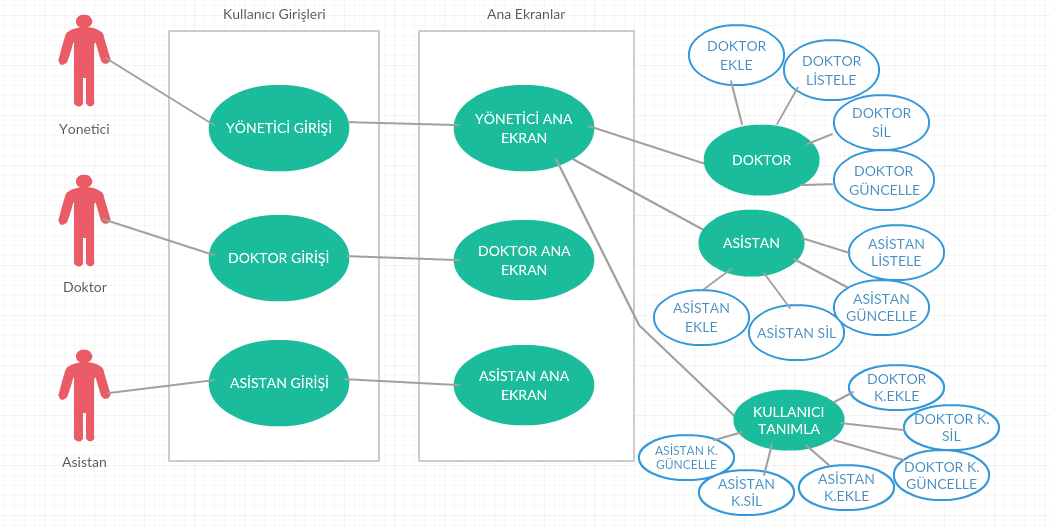 Kullanıcı Girişleri
Ana Ekranlar
Yonetici
Doktor
Asistan
YÖNETİCİ GİRİŞİ
DOKTOR GİRİŞİ
ASİSTAN GİRİŞİ
YÖNETİCİ ANA
EKRAN
DOKTOR ANA
EKRAN
ASİSTAN ANA
EKRAN
DOKTOR
EKLE
DOKTOR
LİSTELE
DOKTOR
SİL
DOKTOR
GÜNCELLE
DOKTOR
ASİSTAN
ASİSTAN
LİSTELE
ASİSTAN
GÜNCELLE
ASİSTAN
EKLE
ASİSTAN SİL
KULLANICI
TANIMLA
DOKTOR
K.EKLE
DOKTOR K.
SİL
DOKTOR K.
GÜNCELLE
ASİSTAN K.
GÜNCELLE
ASİSTAN
K.SİL
ASİSTAN
K.EKLE